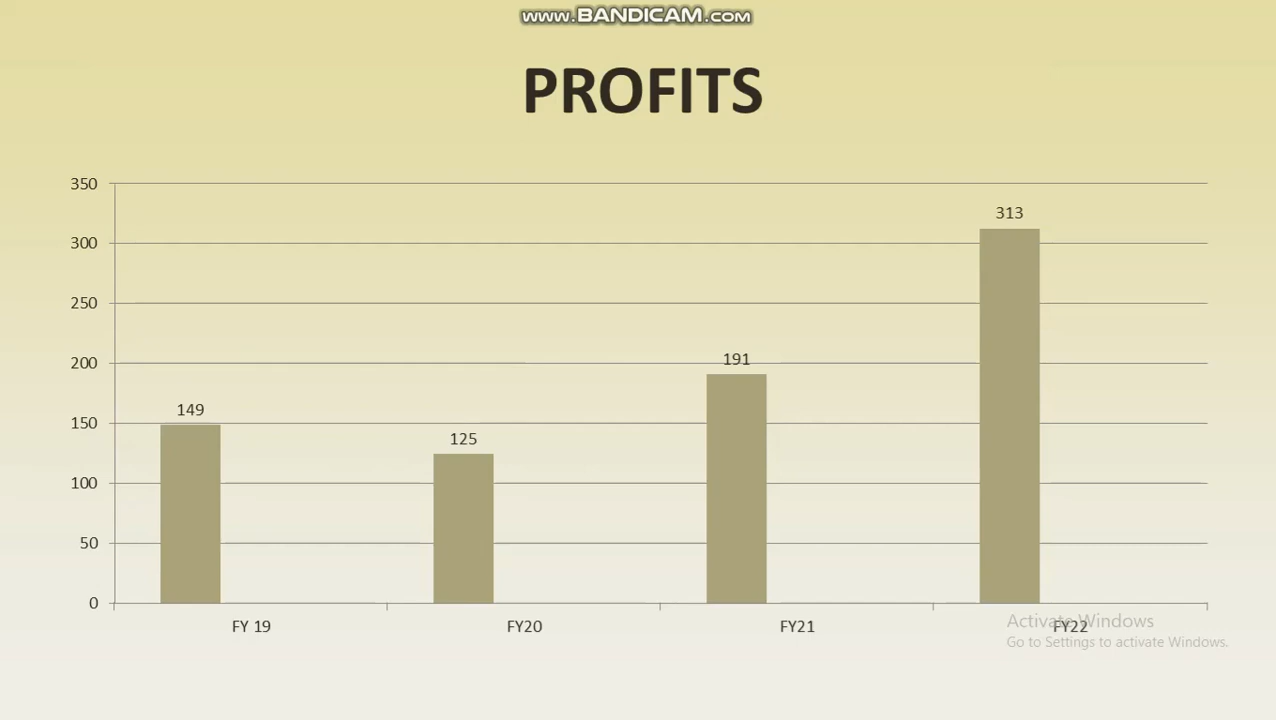 www.BANDICAM.com
PROFITS
350
300
250
200
150
100
50
0
149
125
191
313
FY 19
FY20
FY21
FY22
Activate Windows
Go to Settings to activate Windows.